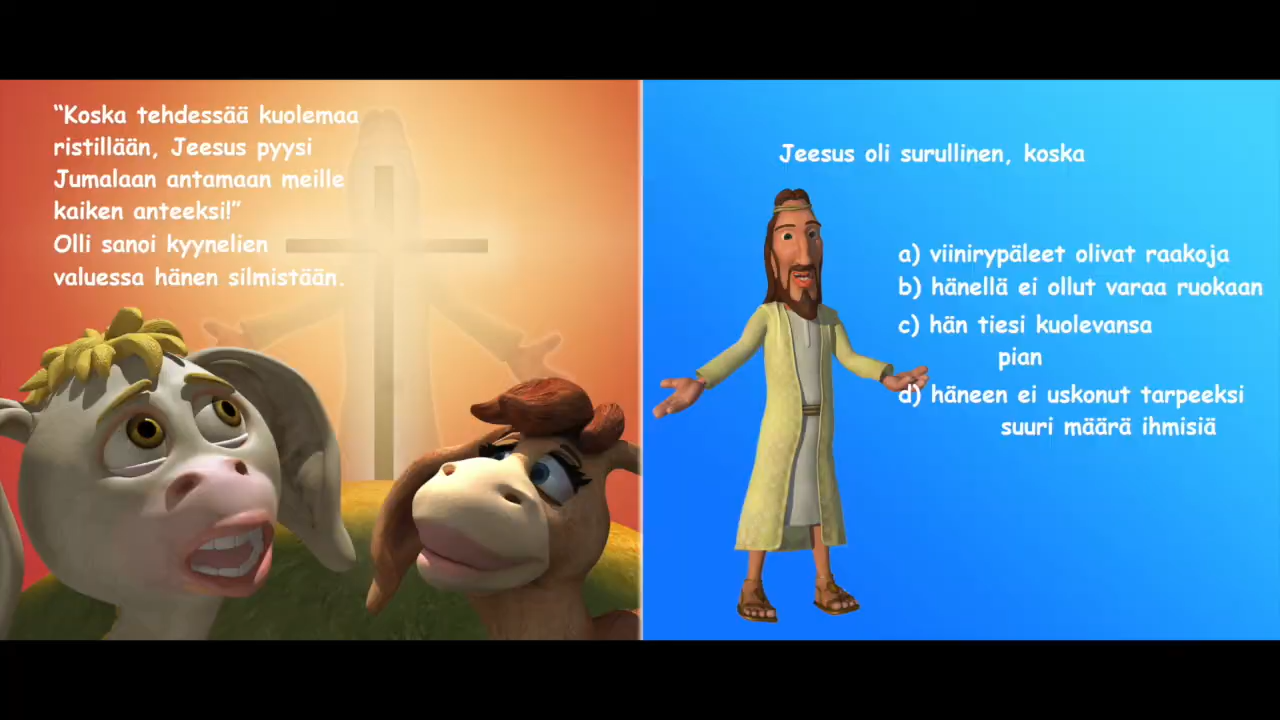 “Koska tehdessää kuolemaa
ristillään, Jeesus pyysi
Jumalaan antamaan meille
kaiken anteeksi!”
Olli sanoi kyynelien
valuessa hänen silmistään.
Jeesus oli surullinen, koska
a) viinirypäleet olivat raakoja
b) hänellä ei ollut varaa ruokaan
c) hän tiesi kuolevansa
pian
d) häneen ei uskonut tarpeeksi
suuri määrä ihmisiä